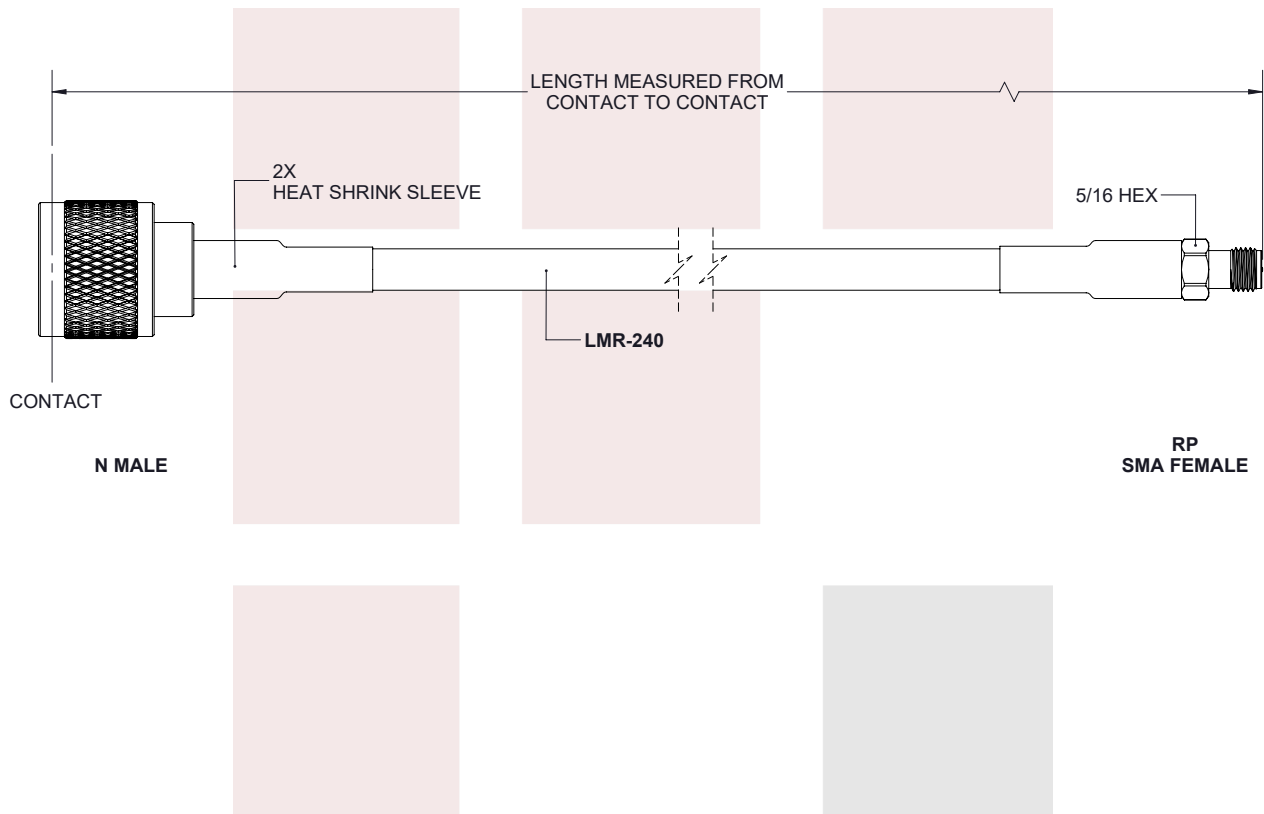 LENGTH MEASURED FROM
CONTACT TO CONTACT
2X
HEAT SHRINK SLEEVE
5/16 HEX
LMR-240
CONTACT
N MALE
RP
SMA FEMALE